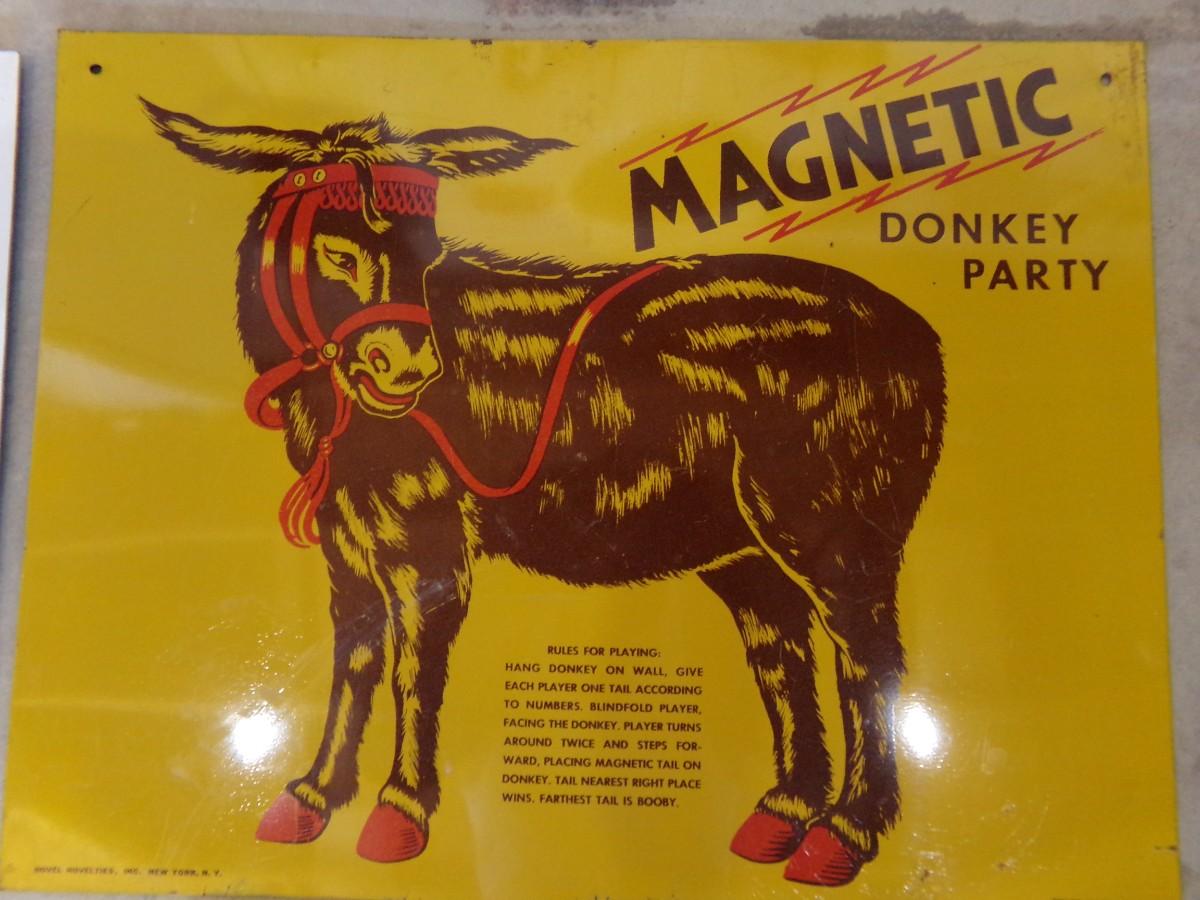 MAGNETIC
DONKEY
PARTY
RULES FOR PLAYING:
HANG DONKEY ON WALL, GIVE
EACH PLAYER ONE TAIL ACCORDING
TO NUMBERS. BLINDFOLD PLAYER,
FACING THE DONKEY. PLAYER TURNS
AROUND TWICE AND STEPS FOR-
WARD, PLACING MAGNETIC TAIL ON
DONKEY. TAIL NEAREST RIGHT PLACE
WINS. FARTHEST TAIL IS BOOBY.
NOVEL NOVELTIES, INC. NEW YORK, N.Y.